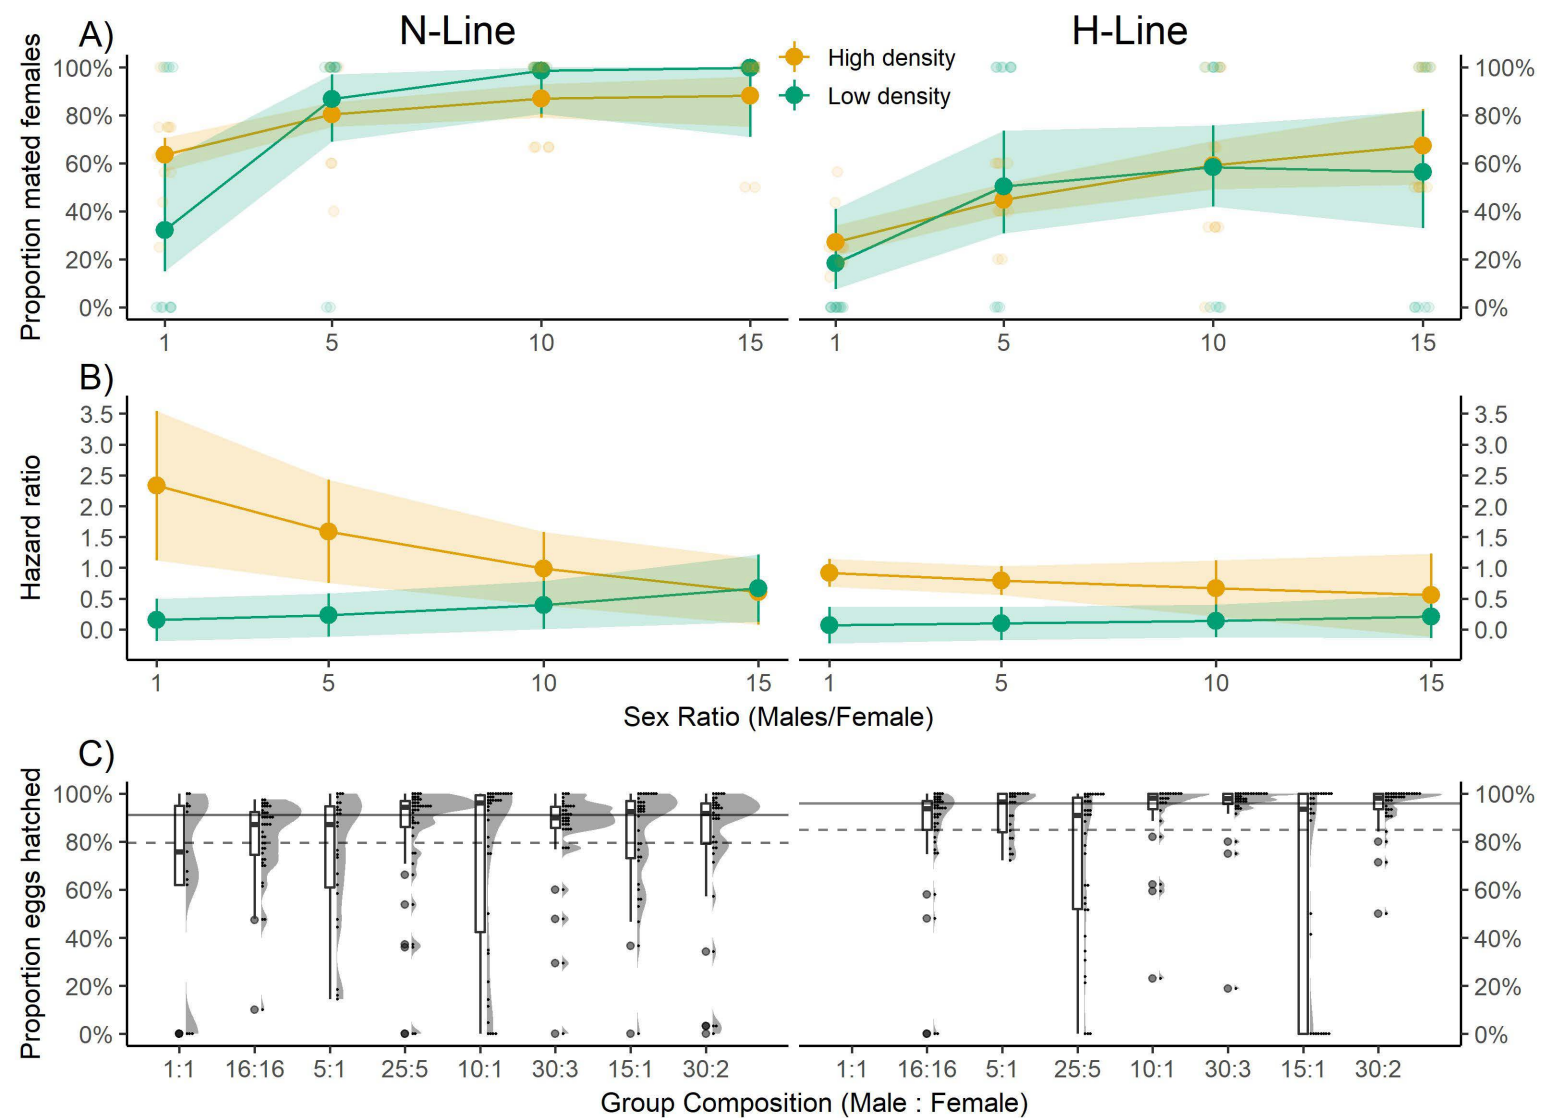 A)
N-Line
H-Line
High density
Low density
Proportion mated females
100%
80%
60%
40%
20%
0%
100%
80%
60%
40%
20%
0%
1 5 10 15
1 5 10 15
B)
Hazard ratio
3.5
3.0
2.5
2.0
1.5
1.0
0.5
0.0
3.5
3.0
2.5
2.0
1.5
1.0
0.5
0.0
1 5 10 15
1 5 10 15
Sex Ratio (Males/Female)
C)
Proportion eggs hatched
100%
80%
60%
40%
20%
0%
100%
80%
60%
40%
20%
0%
1:1 16:16 5:1 25:5 10:1 30:3 15:1 30:2
1:1 16:16 5:1 25:5 10:1 30:3 15:1 30:2
Group Composition (Male : Female)